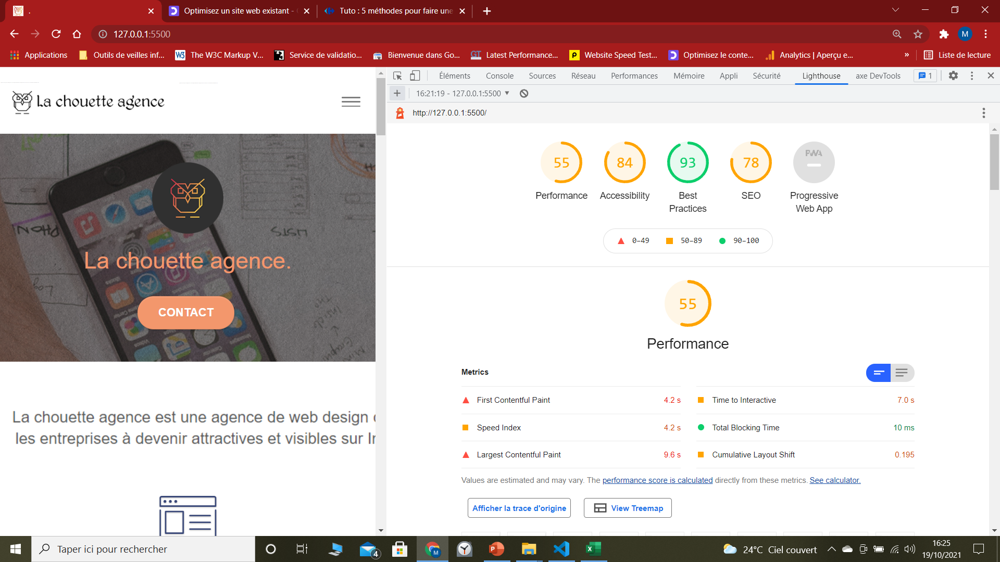 .
Optimisez un site web existant -
Tuto : 5 méthodes pour faire une
127.0.0.1:5500
M
Applications
Outils de veilles inf...
The W3C Markup V...
Service de validatio...
Bienvenue dans Go...
Latest Performance...
Website Speed Test...
Optimisez le conte...
Analytics | Aperçu e...
»
Liste de lecture
La chouette agence
PHON
LISTS
La chouette agence.
CONTACT
La chouette agence est une agence de web design
les entreprises à devenir attractives et visibles sur
Éléments
Console
Sources
Réseau
Performances
Mémoire
Appli
Sécurité
Lighthouse
axe DevTools
1
16:21:19 - 127.0.0.1:5500
http://127.0.0.1:5500/
55
84
93
78
PWA
Performance
Accessibility
Best
Practices
SEO
Progressive
Web App
0–49
50–89
90–100
55
Performance
Metrics
First Contentful Paint
4.2 s
Time to Interactive
7.0 s
Speed Index
4.2 s
Total Blocking Time
10 ms
Largest Contentful Paint
9.6 s
Cumulative Layout Shift
0.195
Values are estimated and may vary. The performance score is calculated directly from these metrics. See calculator.
Afficher la trace d'origine
View Treemap
Taper ici pour rechercher
4
M
24°C Ciel couvert
16:25
19/10/2021